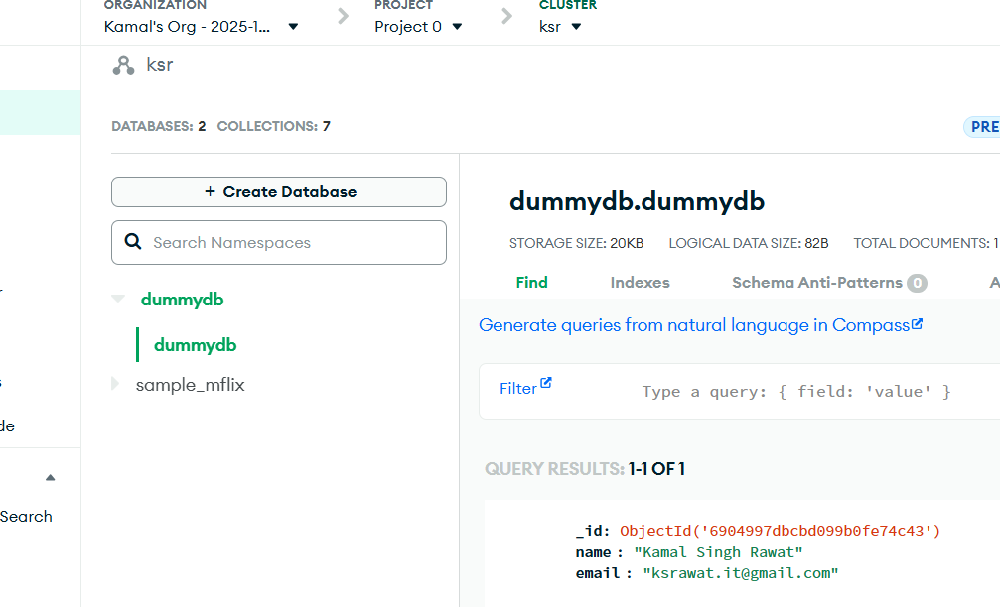 ORGANIZATION
Kamal's Org - 2025-1...
PROJECT
Project 0
CLUSTER
ksr
ksr
DATABASES: 2 COLLECTIONS: 7
PRE
+ Create Database
Search Namespaces
dummydb
dummydb
sample_mflix
de
Search
dummydb.dummydb
STORAGE SIZE: 20KB LOGICAL DATA SIZE: 82B TOTAL DOCUMENTS: 1
Find Indexes Schema Anti-Patterns 0 A
Generate queries from natural language in Compass
Filter
Type a query: { field: 'value' }
QUERY RESULTS: 1-1 OF 1
_id: ObjectId('6904997dbcbd099b0fe74c43')
name : "Kamal Singh Rawat"
email : "ksrawat.it@gmail.com"